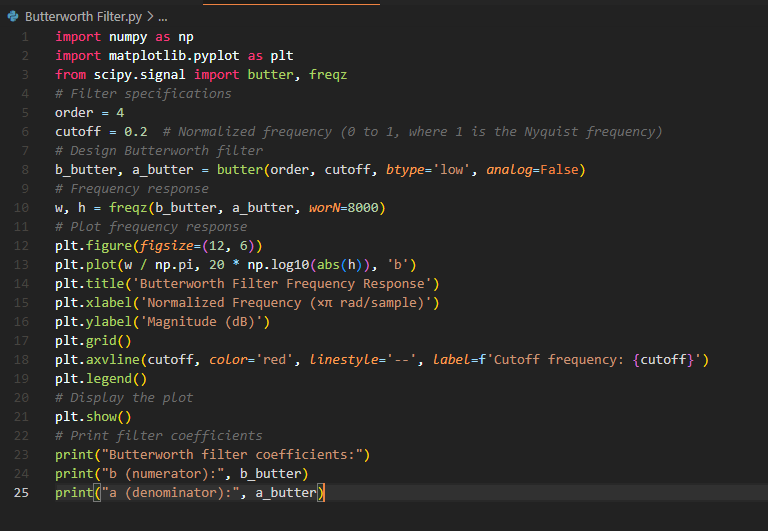 Butterworth Filter.py > ...
1 import numpy as np
2 import matplotlib.pyplot as plt
3 from scipy.signal import butter, freqz
4 # Filter specifications
5 order = 4
6 cutoff = 0.2  # Normalized frequency (0 to 1, where 1 is the Nyquist frequency)
7 # Design Butterworth filter
8 b_butter, a_butter = butter(order, cutoff, btype='low', analog=False)
9 # Frequency response
10 w, h = freqz(b_butter, a_butter, worN=8000)
11 # Plot frequency response
12 plt.figure(figsize=(12, 6))
13 plt.plot(w / np.pi, 20 * np.log10(abs(h)), 'b')
14 plt.title('Butterworth Filter Frequency Response')
15 plt.xlabel('Normalized Frequency (×π rad/sample)')
16 plt.ylabel('Magnitude (dB)')
17 plt.grid()
18 plt.axvline(cutoff, color='red', linestyle='--', label=f'Cutoff frequency: {cutoff}')
19 plt.legend()
20 # Display the plot
21 plt.show()
22 # Print filter coefficients
23 print("Butterworth filter coefficients:")
24 print("b (numerator):", b_butter)
25 print("a (denominator):", a_butter)